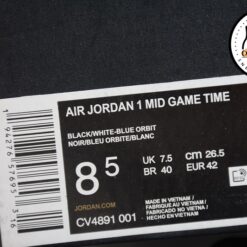 AIR JORDAN 1 MID GAME TIME
BLACK/WHITE-BLUE ORBIT
NOIR/BLEU ORBITE/BLANC
8 5
UK 7.5
cm 26.5
BR 40
EUR 42
JORDAN.COM
CV4891 001
MADE IN VIETNAM
FABRIQUE AU VIETNAM
FABRICADO NO VIETNAM
HECHO EN VIETNAM